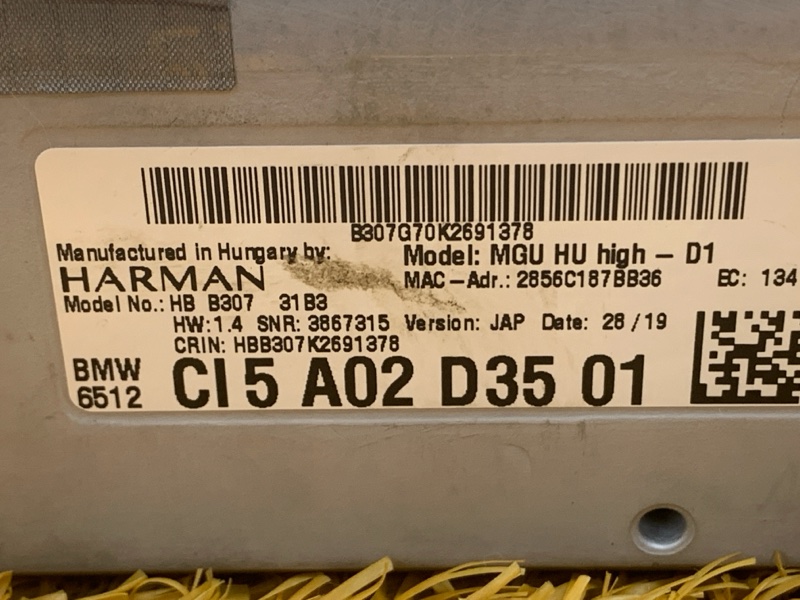 B307G70K2691378
Manufactured in Hungary by: Model: MGU HU high - D1
HARMAN MAC-Adr.: 2856C187BB36 EC: 134
Model No.: HB B307 31B3
HW: 1.4 SNR: 3867315 Version: JAP Date: 28/19
CRIN: HBB307K2691378
BMW 6512 CI 5 A02 D35 01